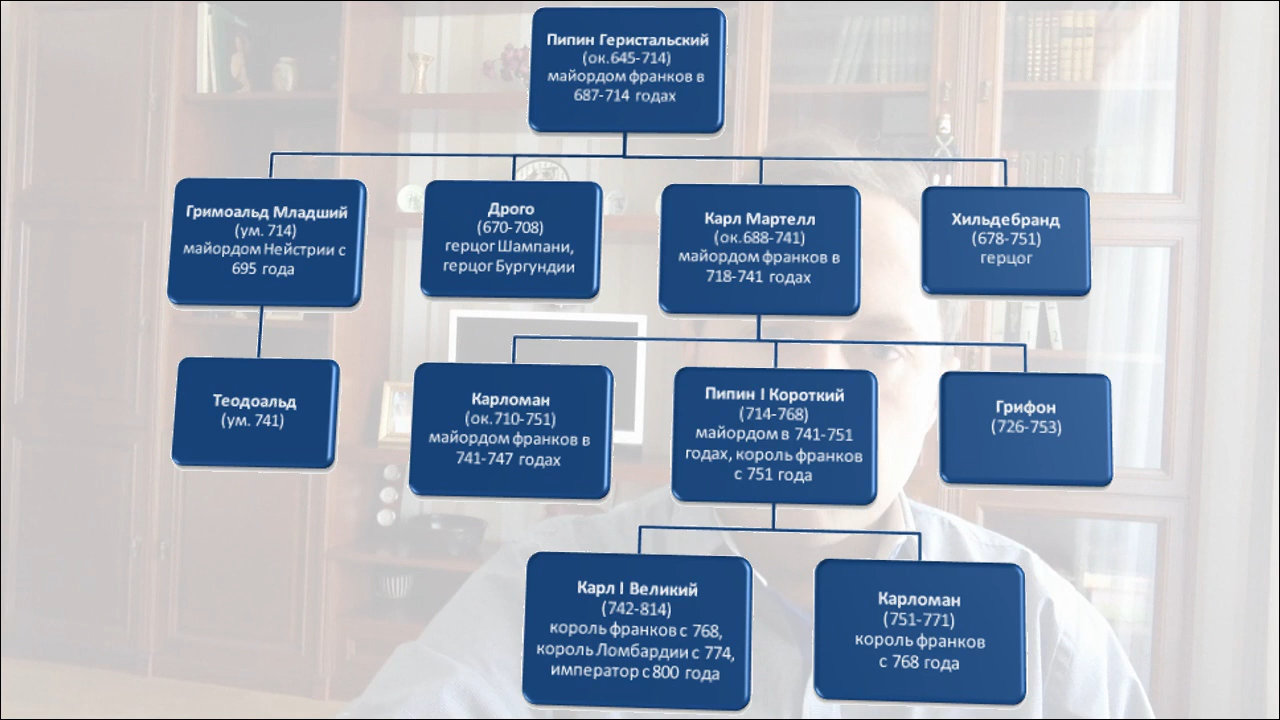 Пипин Геристальский
(ок.645-714)
майордом франков в
687-714 годах
Гримоальд Младший
(ум. 714)
майордом Нейстрии с
695 года
Дрого
(670-708)
герцог Шампани,
герцог Бургундии
Карл Мартелл
(ок.688-741)
майордом франков в
718-741 годах
Хильдебранд
(678-751)
герцог
Теодоальд
(ум. 741)
Карломан
(ок.710-751)
майордом франков в
741-747 годах
Пипин I Короткий
(714-768)
майордом в 741-751
годах, король франков
с 751 года
Грифон
(726-753)
Карл I Великий
(742-814)
король франков с 768,
король Ломбардии с 774,
император с 800 года
Карломан
(751-771)
король франков
с 768 года